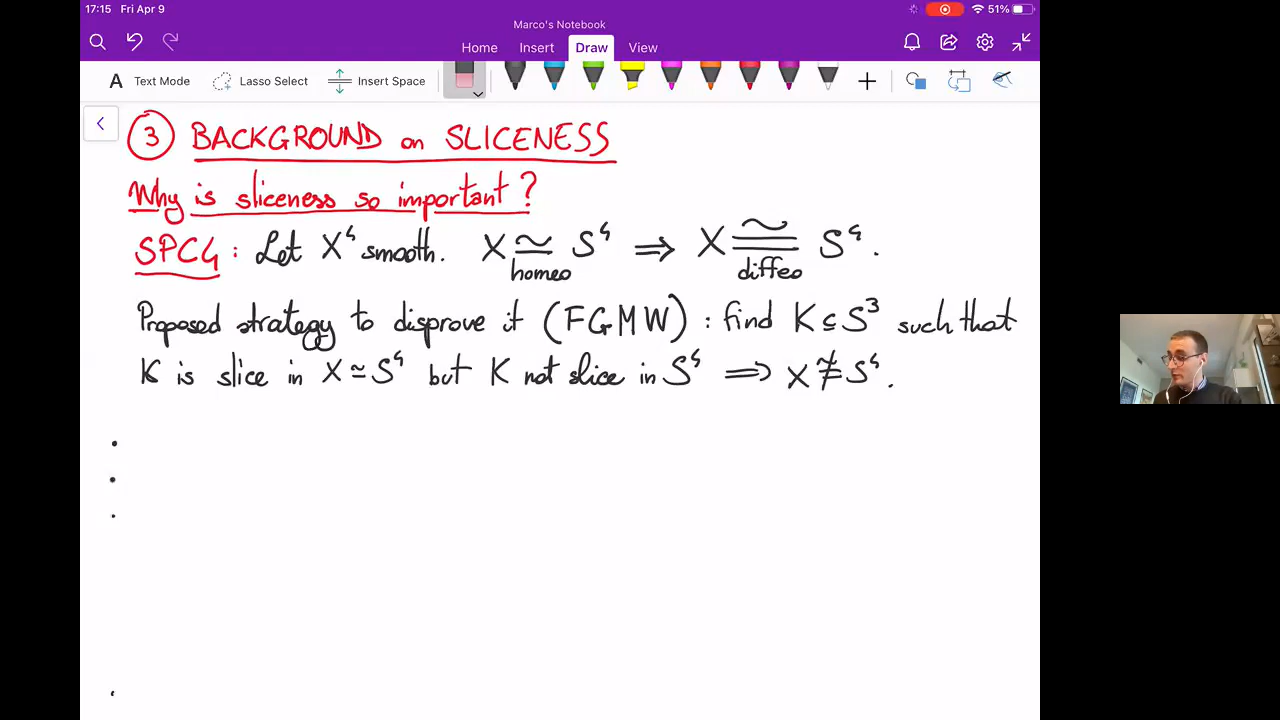 17:15 Fri Apr 9
51%
Marco's Notebook
Home Insert Draw View
A Text Mode Lasso Select Insert Space
③ BACKGROUND on SLICENESS
Why is sliceness so important?
SPC4: Let X⁴ smooth. X ≅ S⁴ ⟹ X ≅ S⁴.
homeo diffeo
Proposed strategy to disprove it (FGMW): find K ⊆ S³ such that
K is slice in X ≃ S⁴ but K not slice in S⁴ ⟹ X ≇ S⁴.